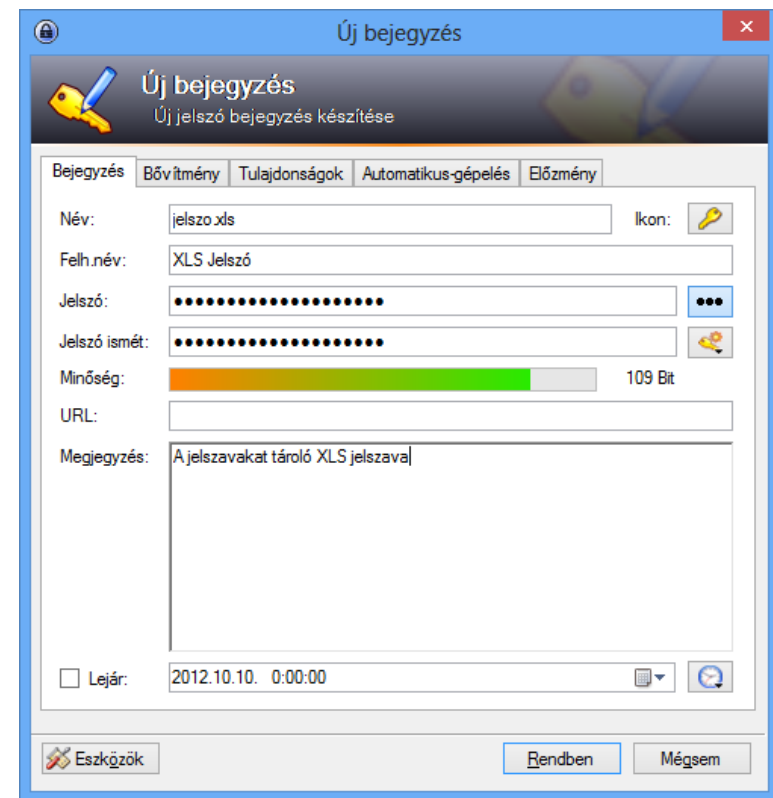 Új bejegyzés
Új bejegyzés
Új jelszó bejegyzés készítése
Bejegyzés Bővítmény Tulajdonságok Automatikus-gépelés Előzmény
Név: jelszo.xls Ikon:
Felh.név: XLS Jelszó
Jelszó: ●●●●●●●●●●●●●●●●●●●● ●●●
Jelszó ismét: ●●●●●●●●●●●●●●●●●●●●
Minőség: 109 Bit
URL:
Megjegyzés: A jelszavakat tároló XLS jelszava
Lejár: 2012.10.10. 0:00:00
Eszközök Rendben Mégsem